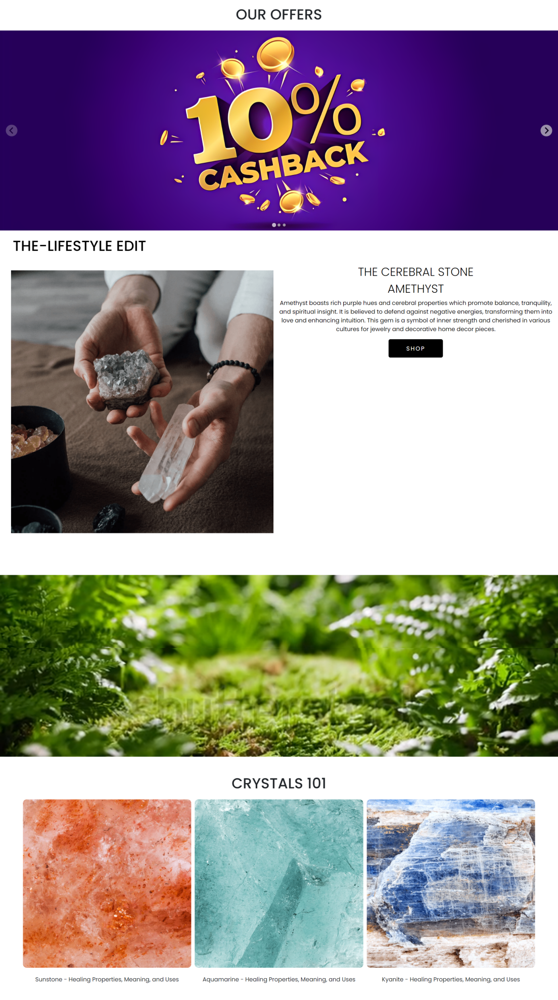 OUR OFFERS
10%
CASHBACK
THE-LIFESTYLE EDIT
THE CEREBRAL STONE
AMETHYST
Amethyst boasts rich purple hues and cerebral properties which promote balance, tranquility,
and spiritual insight. It is believed to defend against negative energies, transforming them into
love and enhancing intuition. This gem is a symbol of inner strength and cherished in various
cultures for jewelry and decorative home decor pieces.
SHOP
CRYSTALS 101
Sunstone - Healing Properties, Meaning, and Uses
Aquamarine - Healing Properties, Meaning, and Uses
Kyanite - Healing Properties, Meaning, and Uses